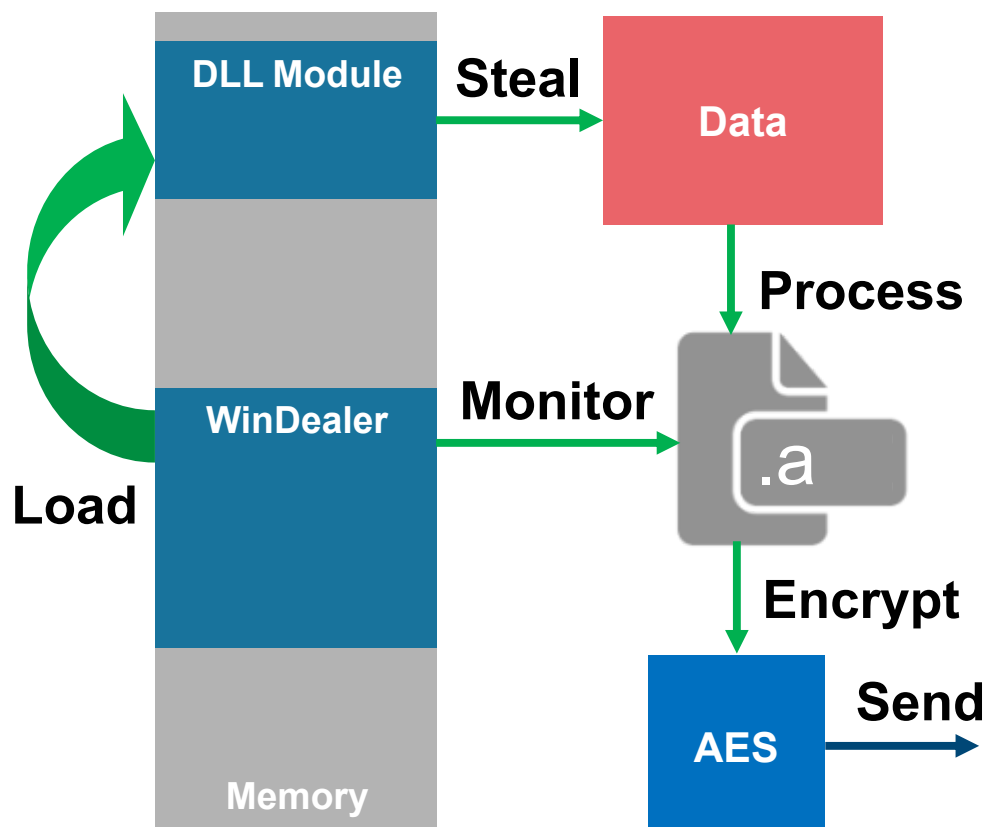 DLL Module
Steal
Data
Process
WinDealer
Monitor
.a
Load
Encrypt
Send
AES
Memory